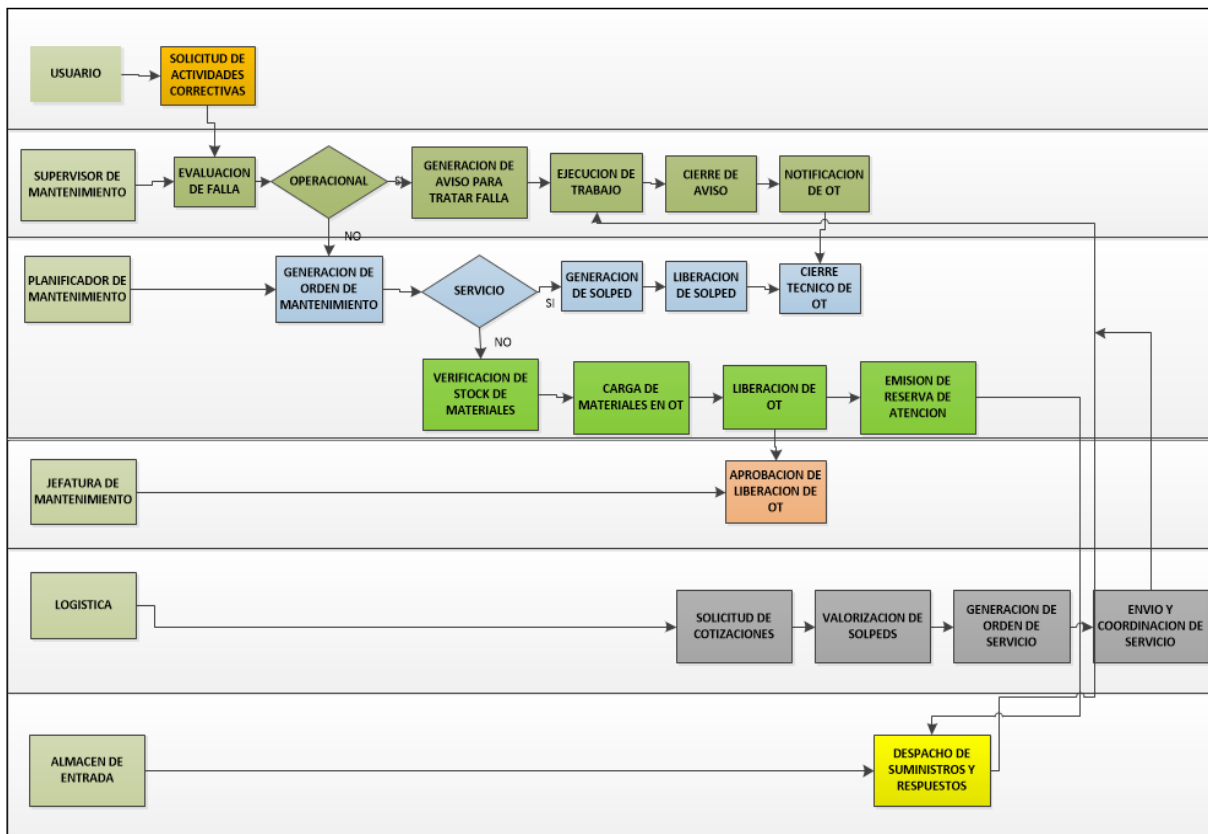 USUARIO
SOLICITUD DE
ACTIVIDADES
CORRECTIVAS
SUPERVISOR DE
MANTENIMIENTO
EVALUACION
DE FALLA
OPERACIONAL
SI
GENERACION DE
AVISO PARA
TRATAR FALLA
EJECUCION DE
TRABAJO
CIERRE DE
AVISO
NOTIFICACION
DE OT
NO
PLANIFICADOR DE
MANTENIMIENTO
GENERACION DE
ORDEN DE
MANTENIMIENTO
SERVICIO
SI
GENERACION
DE SOLPED
LIBERACION
DE SOLPED
CIERRE
TECNICO DE
OT
NO
VERIFICACION DE
STOCK DE
MATERIALES
CARGA DE
MATERIALES EN OT
LIBERACION DE
OT
EMISION DE
RESERVA DE
ATENCION
JEFATURA DE
MANTENIMIENTO
APROBACION DE
LIBERACION DE
OT
LOGISTICA
SOLICITUD DE
COTIZACIONES
VALORIZACION DE
SOLPEDS
GENERACION DE
ORDEN DE
SERVICIO
ENVIO Y
COORDINACION DE
SERVICIO
ALMACEN DE
ENTRADA
DESPACHO DE
SUMINISTROS Y
RESPUESTOS